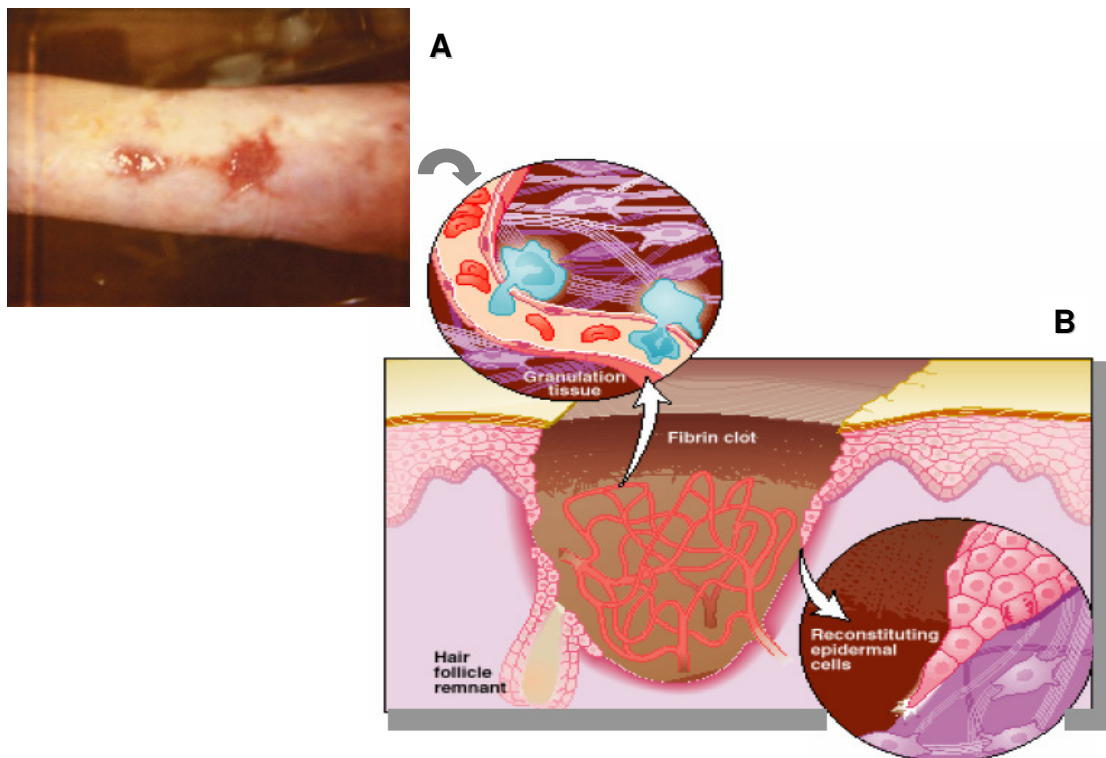 A
B
Granulation
tissue
Fibrin clot
Reconstituting
epidermal
cells
Hair
follicle
remnant